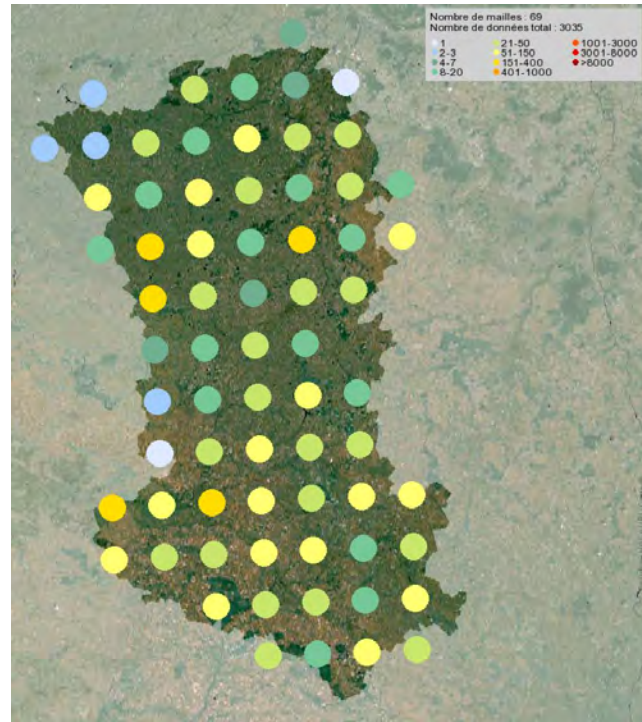 Nombre de mailles : 69
Nombre de données total : 3035
1 21-50 1001-3000
2-3 51-150 3001-8000
4-7 151-400 >8000
8-20 401-1000